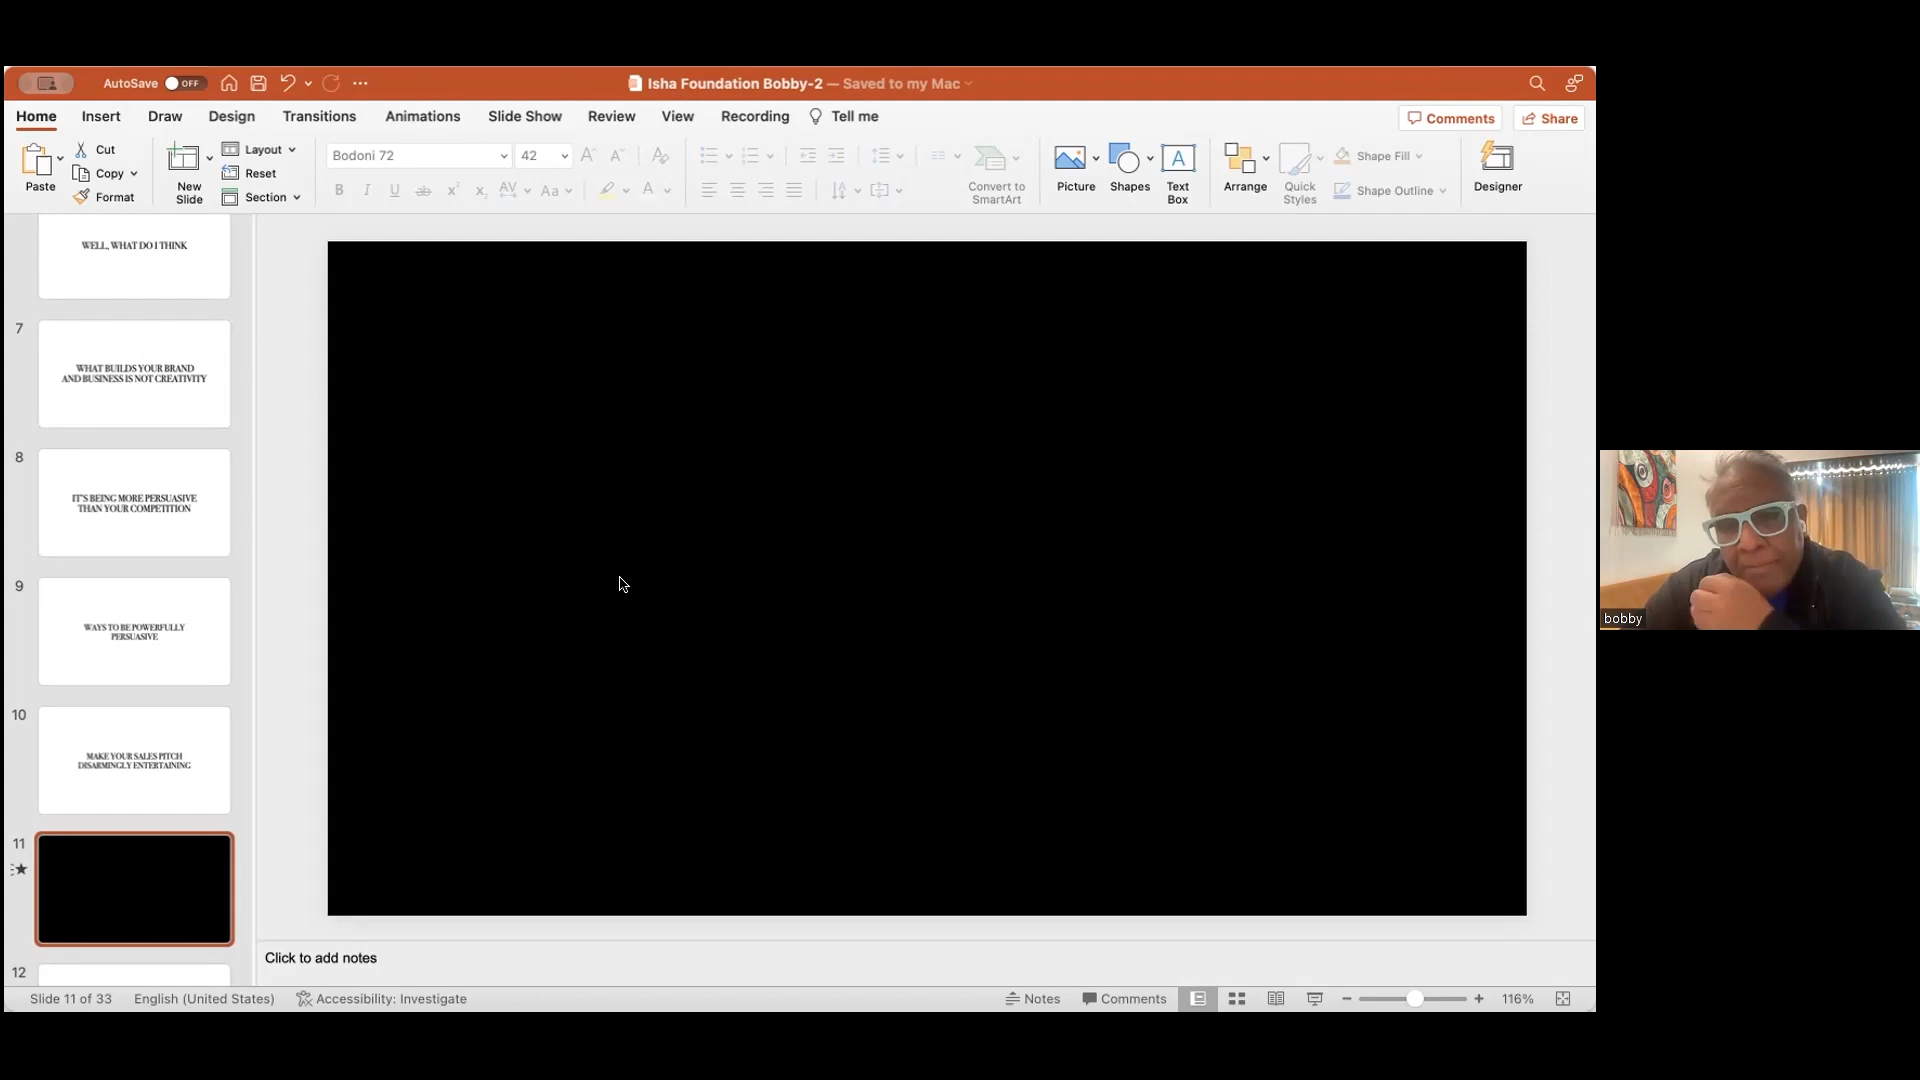 AutoSave OFF
Isha Foundation Bobby-2 — Saved to my Mac
Home Insert Draw Design Transitions Animations Slide Show Review View Recording Tell me
Comments Share
Paste
Cut
Copy
Format
New
Slide
Layout
Reset
Section
Bodoni 72 42
Convert to
SmartArt
Picture
Shapes
Text
Box
Arrange
Quick
Styles
Shape Fill
Shape Outline
Designer
WELL, WHAT DO I THINK
7
WHAT BUILDS YOUR BRAND
AND BUSINESS IS NOT CREATIVITY
8
IT'S BEING MORE PERSUASIVE
THAN YOUR COMPETITION
9
WAYS TO BE POWERFULLY
PERSUASIVE
10
MAKE YOUR SALES PITCH
DISARMINGLY ENTERTAINING
11
12
Click to add notes
Slide 11 of 33 English (United States) Accessibility: Investigate
Notes Comments 116%
bobby